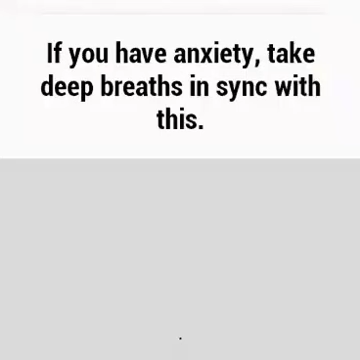 If you have anxiety, take
deep breaths in sync with
this.